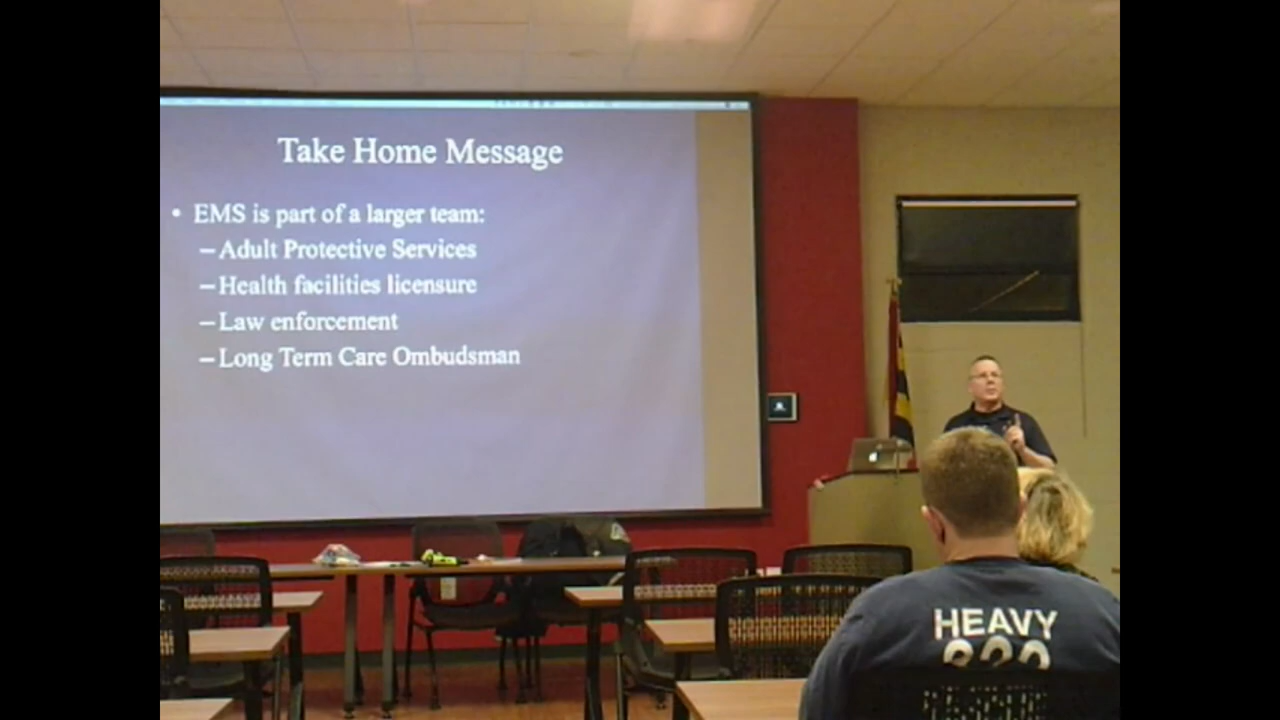 Take Home Message
• EMS is part of a larger team:
– Adult Protective Services
– Health facilities licensure
– Law enforcement
– Long Term Care Ombudsman
HEAVY